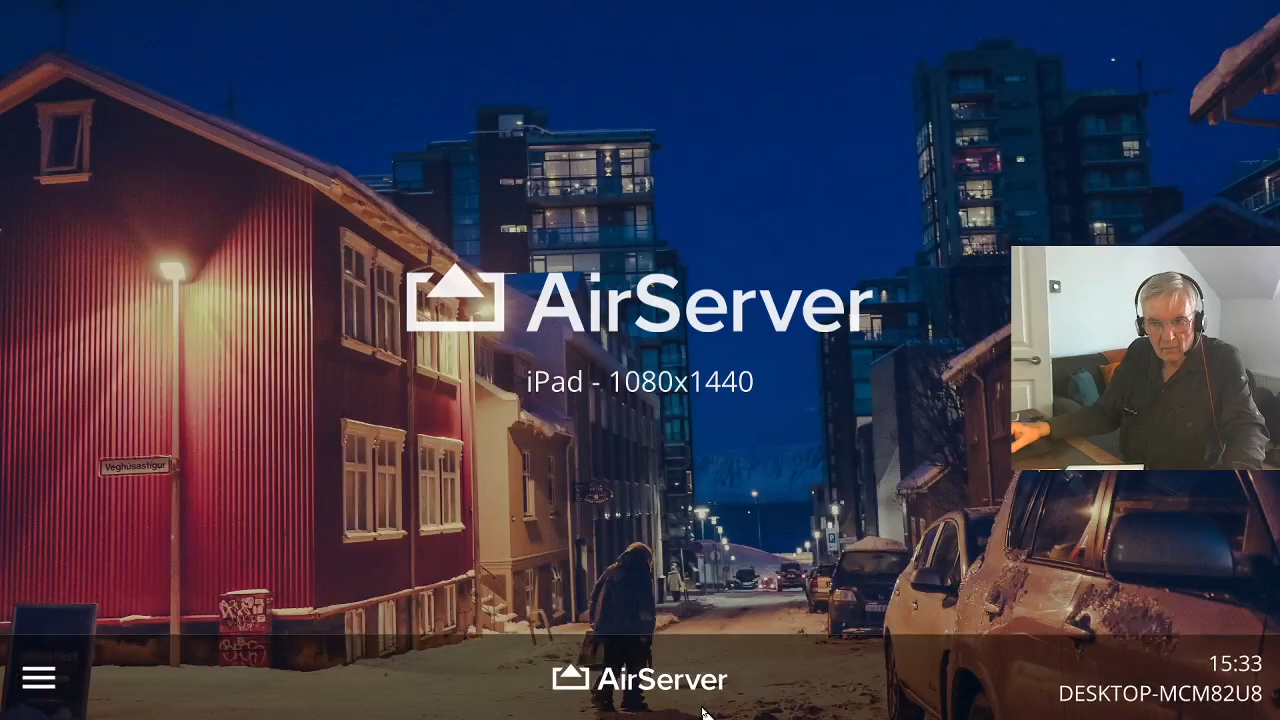 AirServer
iPad - 1080x1440
Veghúsastígur
P
AirServer
15:33
DESKTOP-MCM82U8